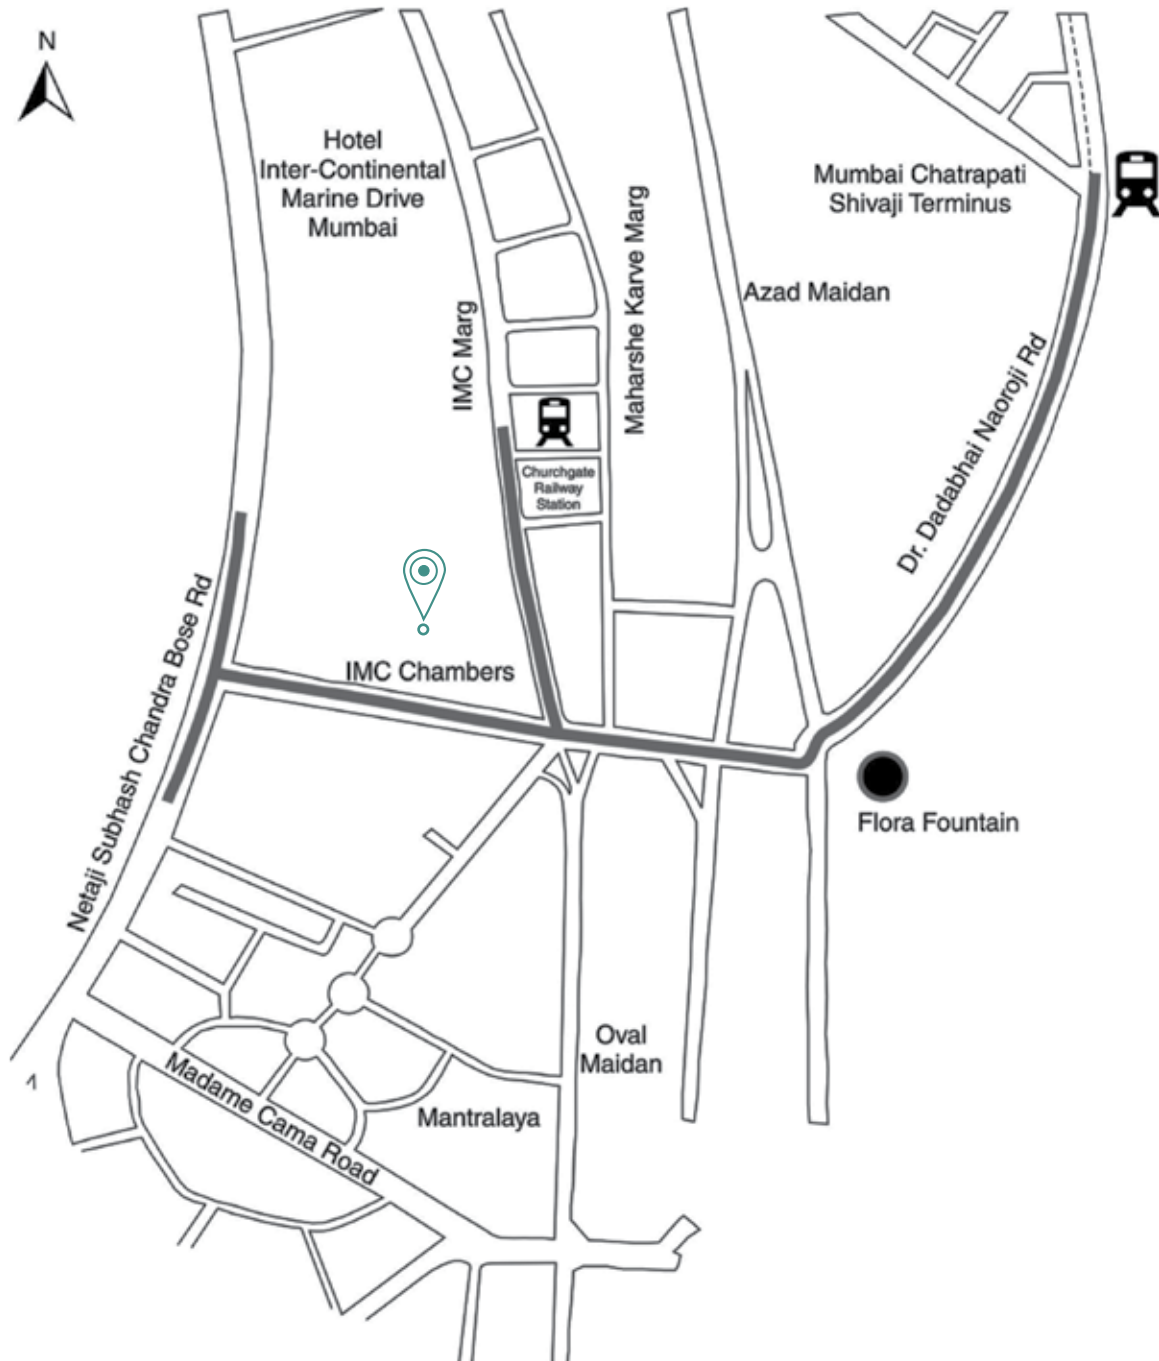 N
Hotel
Inter-Continental
Marine Drive
Mumbai
Mumbai Chatrapati
Shivaji Terminus
Maharshe Karve Marg
Azad Maidan
IMC Marg
Dr. Dadabhai Naoroji Rd
Churchgate
Railway
Station
Netaji Subhash Chandra Bose Rd
IMC Chambers
Flora Fountain
Oval
Maidan
Madame Cama Road
Mantralaya